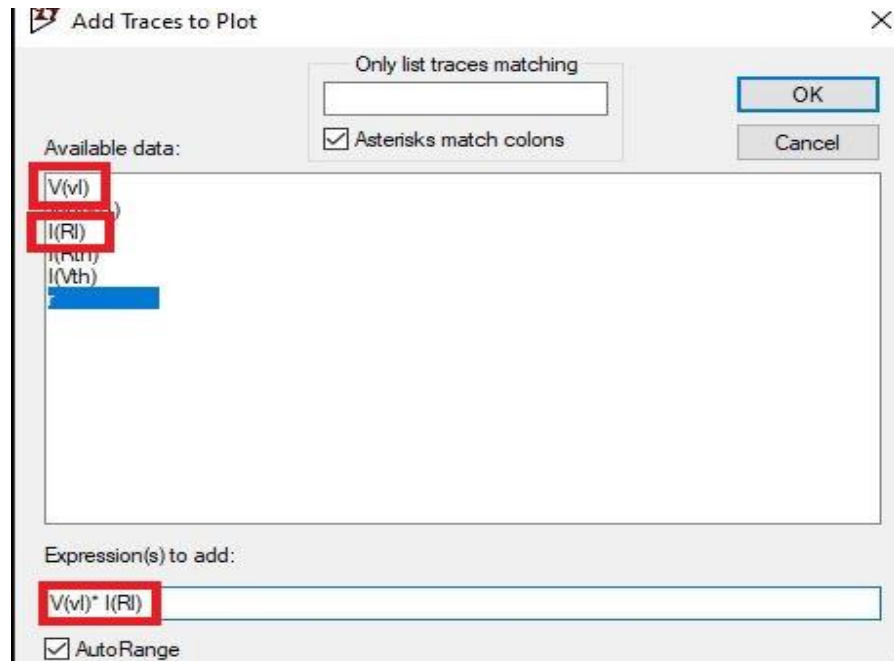 Add Traces to Plot
Only list traces matching
OK
Asterisks match colons
Cancel
Available data:
V(vl)
I(Rl)
I(Rth)
I(Vth)
r
Expression(s) to add:
V(vl)* I(Rl)
AutoRange